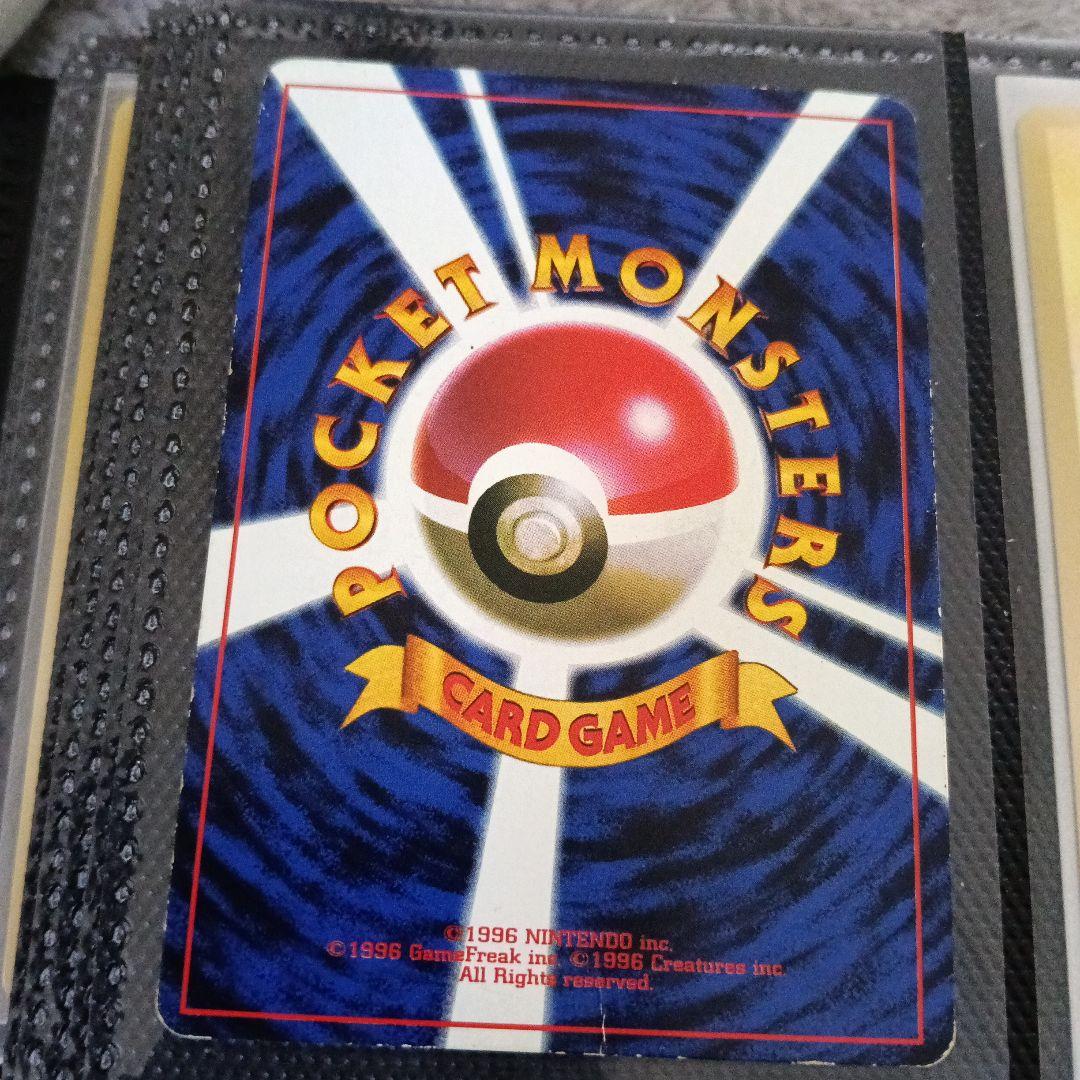 POCKET MONSTERS
CARD GAME
©1996 NINTENDO inc.
©1996 GameFreak inc. ©1996 Creatures inc.
All Rights reserved.